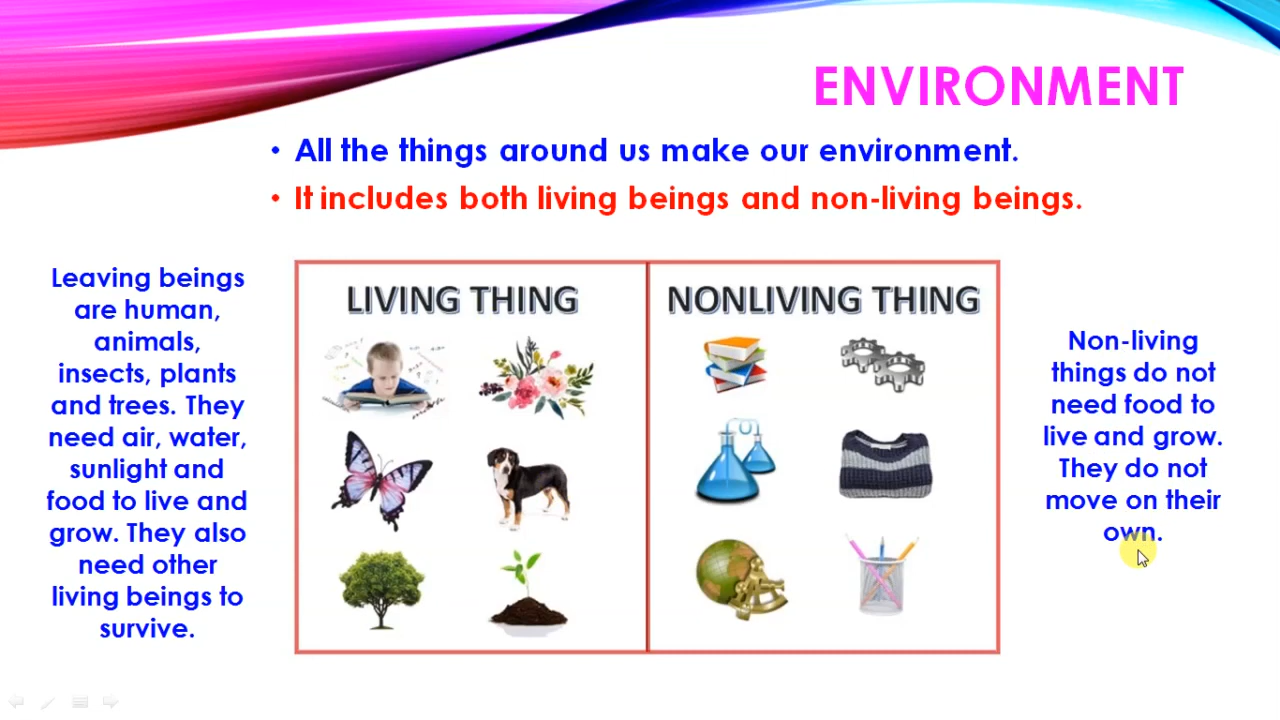 ENVIRONMENT
• All the things around us make our environment.
• It includes both living beings and non-living beings.
Leaving beings
are human,
animals,
insects, plants
and trees. They
need air, water,
sunlight and
food to live and
grow. They also
need other
living beings to
survive.
LIVING THING
NONLIVING THING
Non-living
things do not
need food to
live and grow.
They do not
move on their
own.